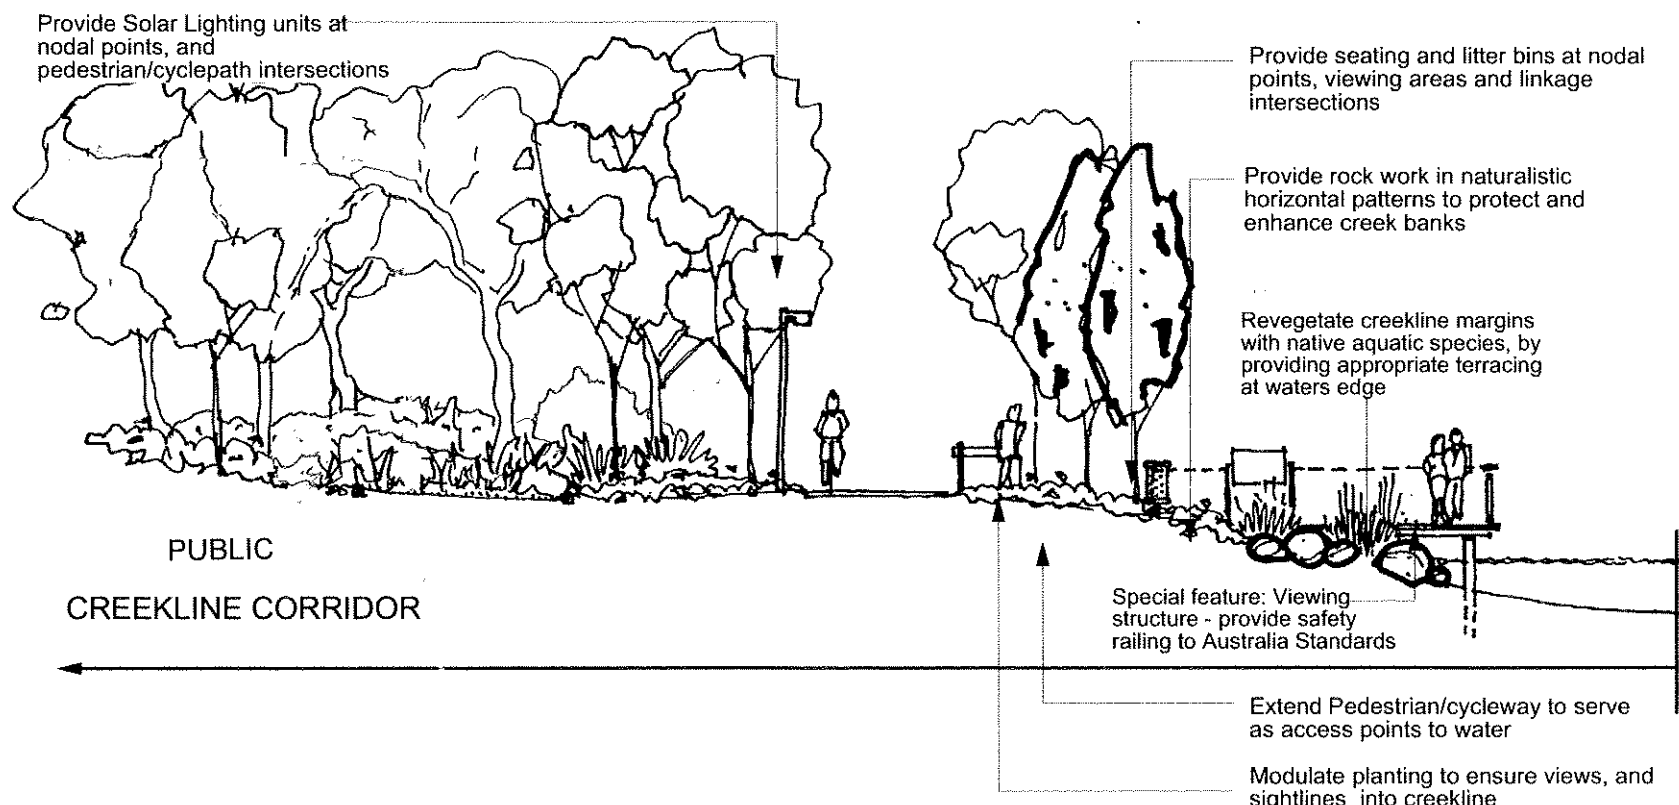 Provide Solar Lighting units at
nodal points, and
pedestrian/cyclepath intersections
Provide seating and litter bins at nodal
points, viewing areas and linkage
intersections
Provide rock work in naturalistic
horizontal patterns to protect and
enhance creek banks
Revegetate creekline margins
with native aquatic species, by
providing appropriate terracing
at waters edge
PUBLIC
CREEKLINE CORRIDOR
Special feature: Viewing
structure - provide safety
railing to Australia Standards
Extend Pedestrian/cycleway to serve
as access points to water
Modulate planting to ensure views, and
sightlines, into creekline